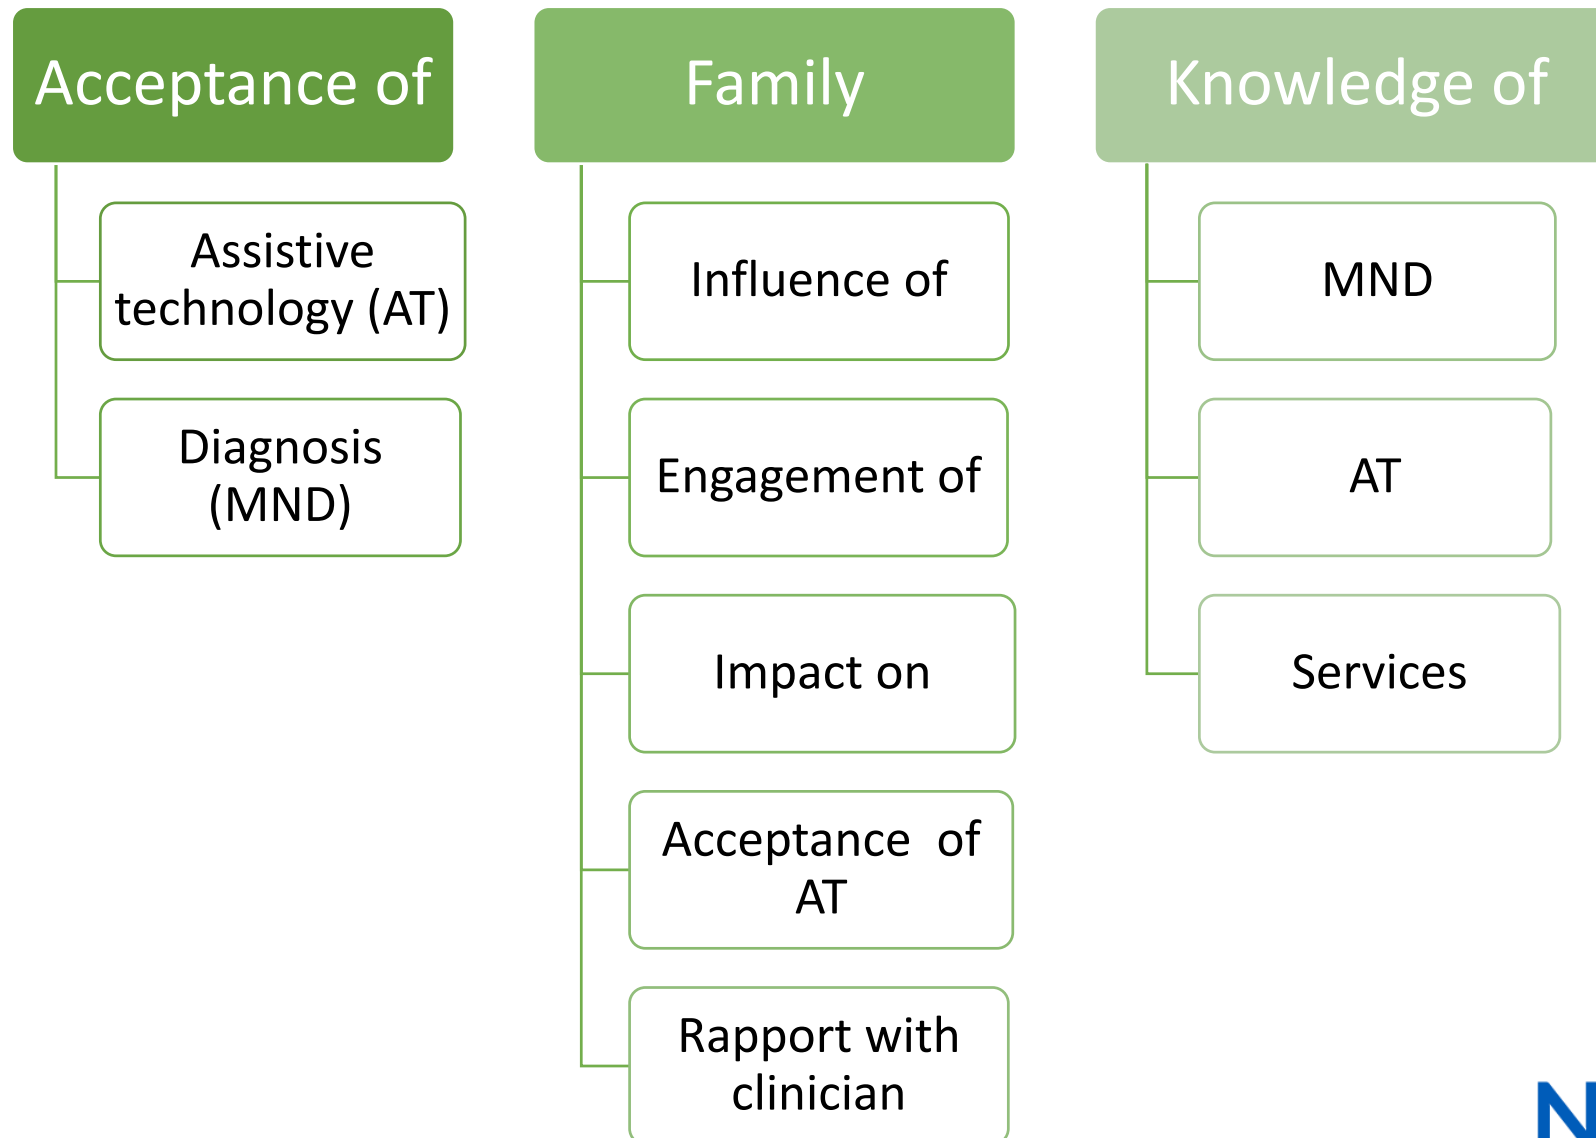 Acceptance of
Assistive
technology (AT)
Diagnosis
(MND)
Family
Influence of
Engagement of
Impact on
Acceptance  of
AT
Rapport with
clinician
Knowledge of
MND
AT
Services
N